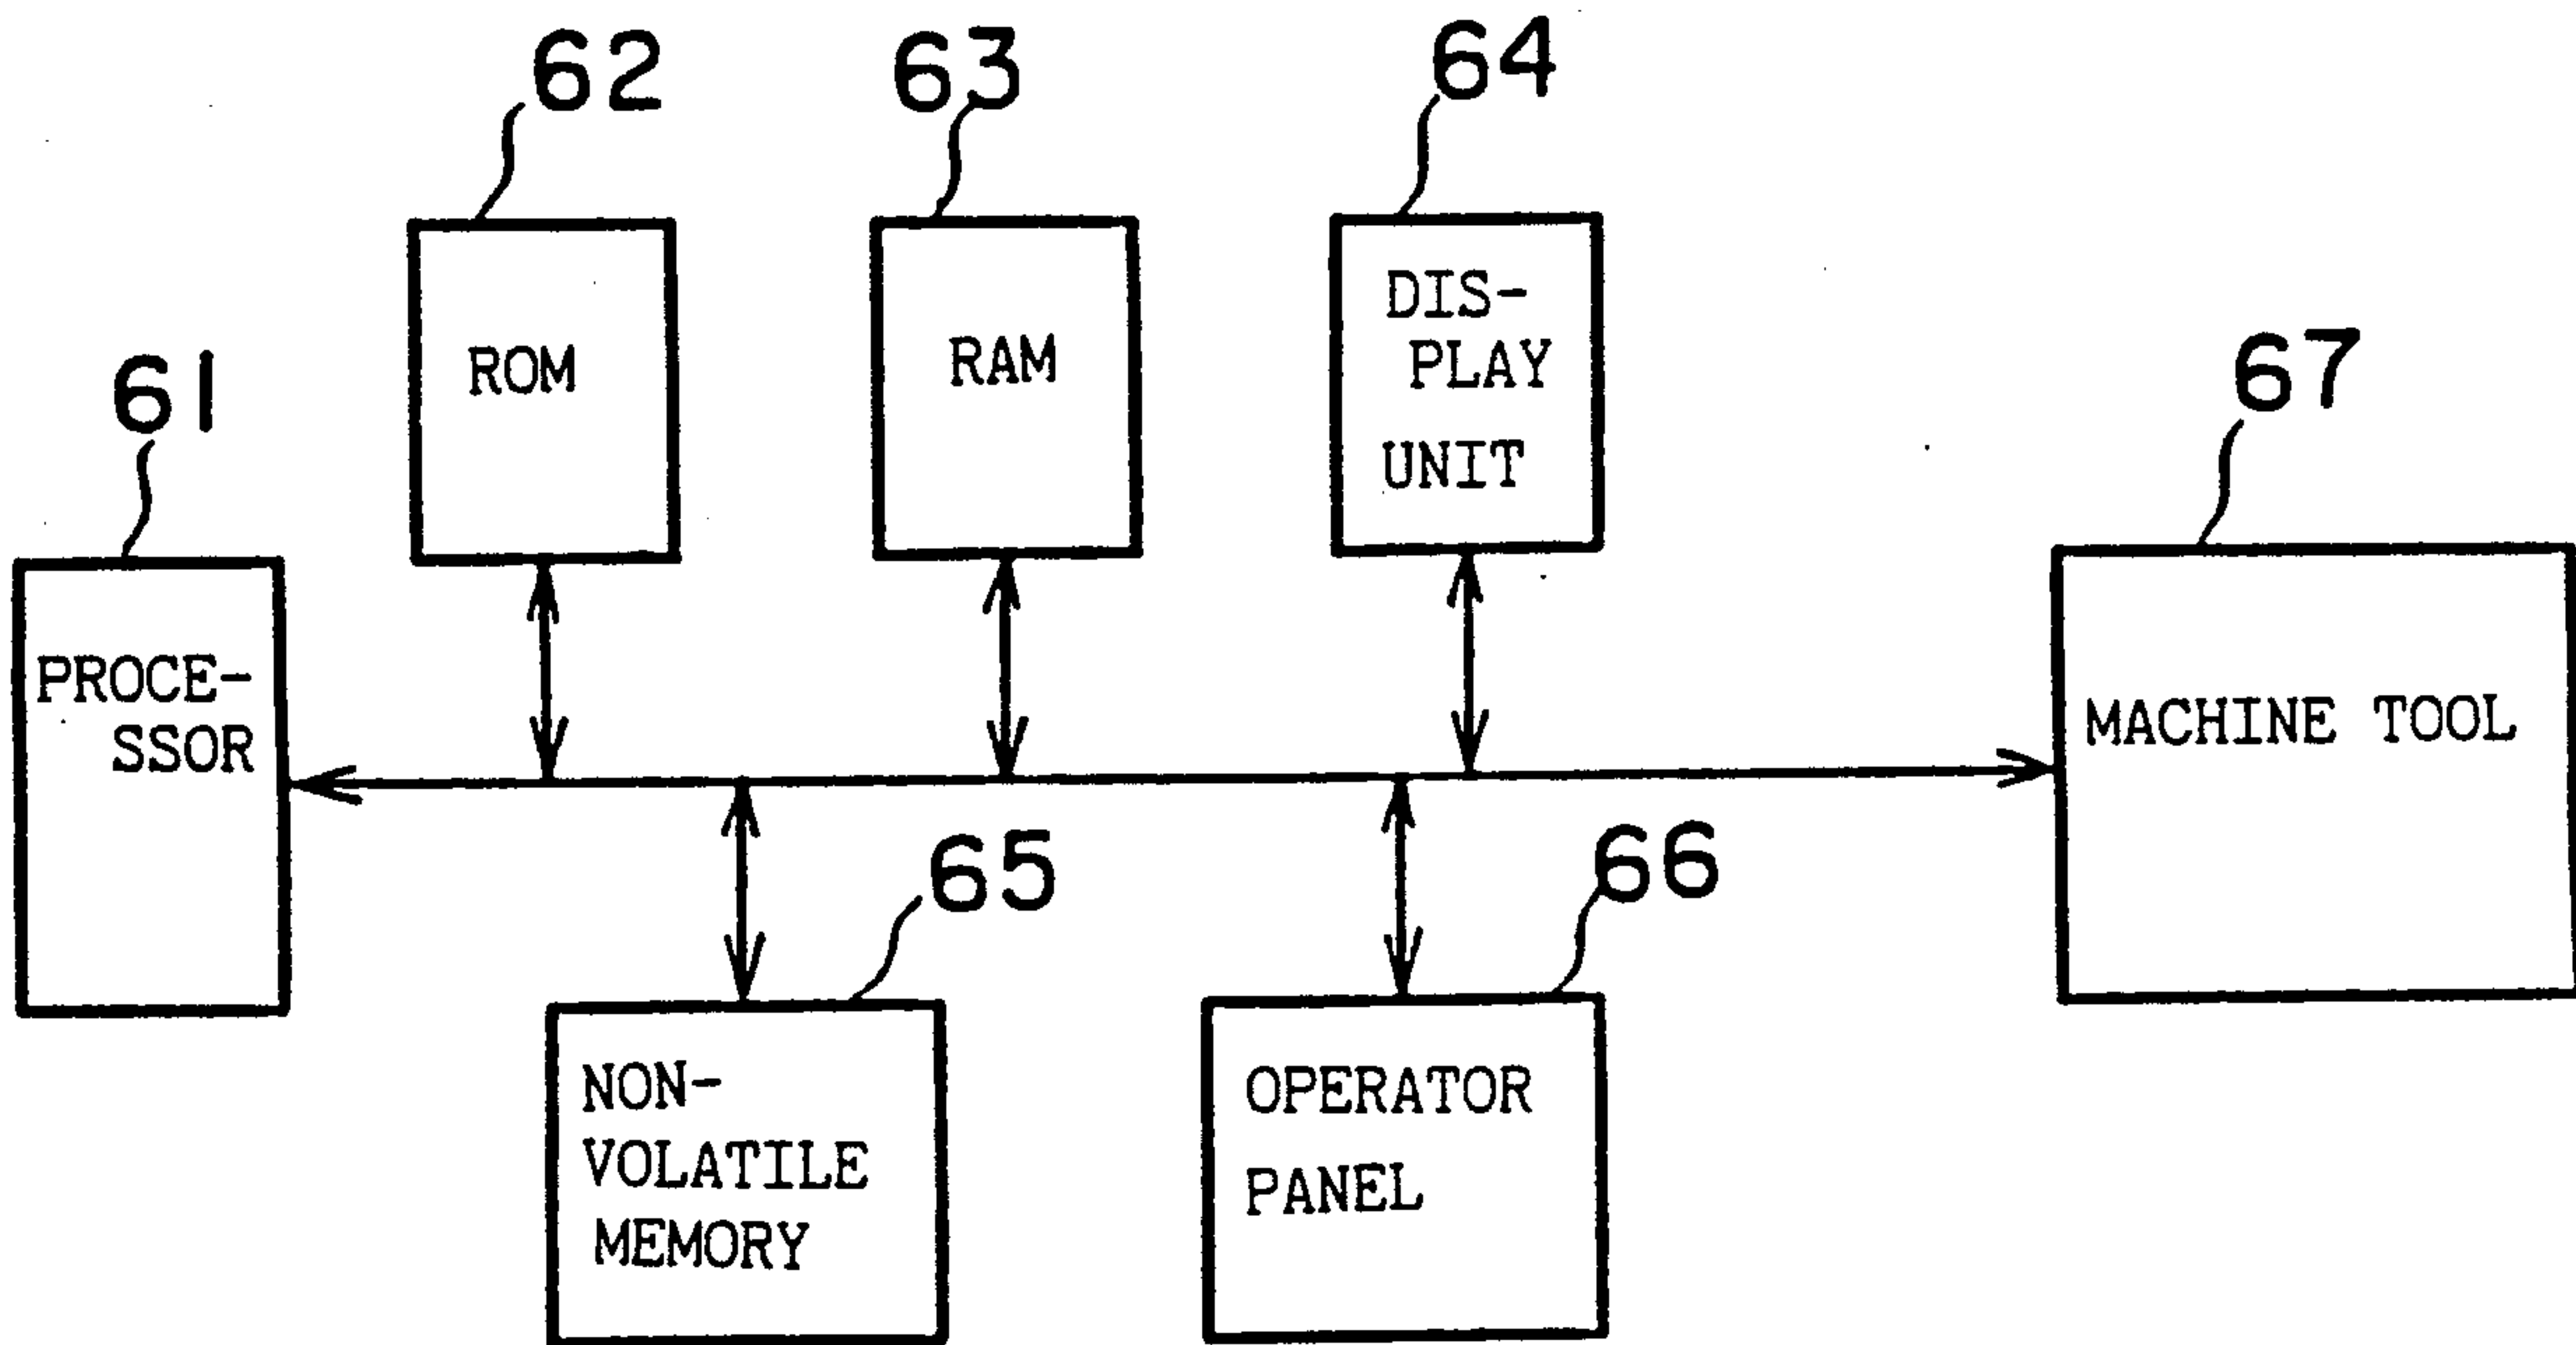 62
63
64
61
67
ROM
RAM
DIS-
PLAY
UNIT
PROCE-
SSOR
MACHINE TOOL
65
66
NON-
VOLATILE
MEMORY
OPERATOR
PANEL